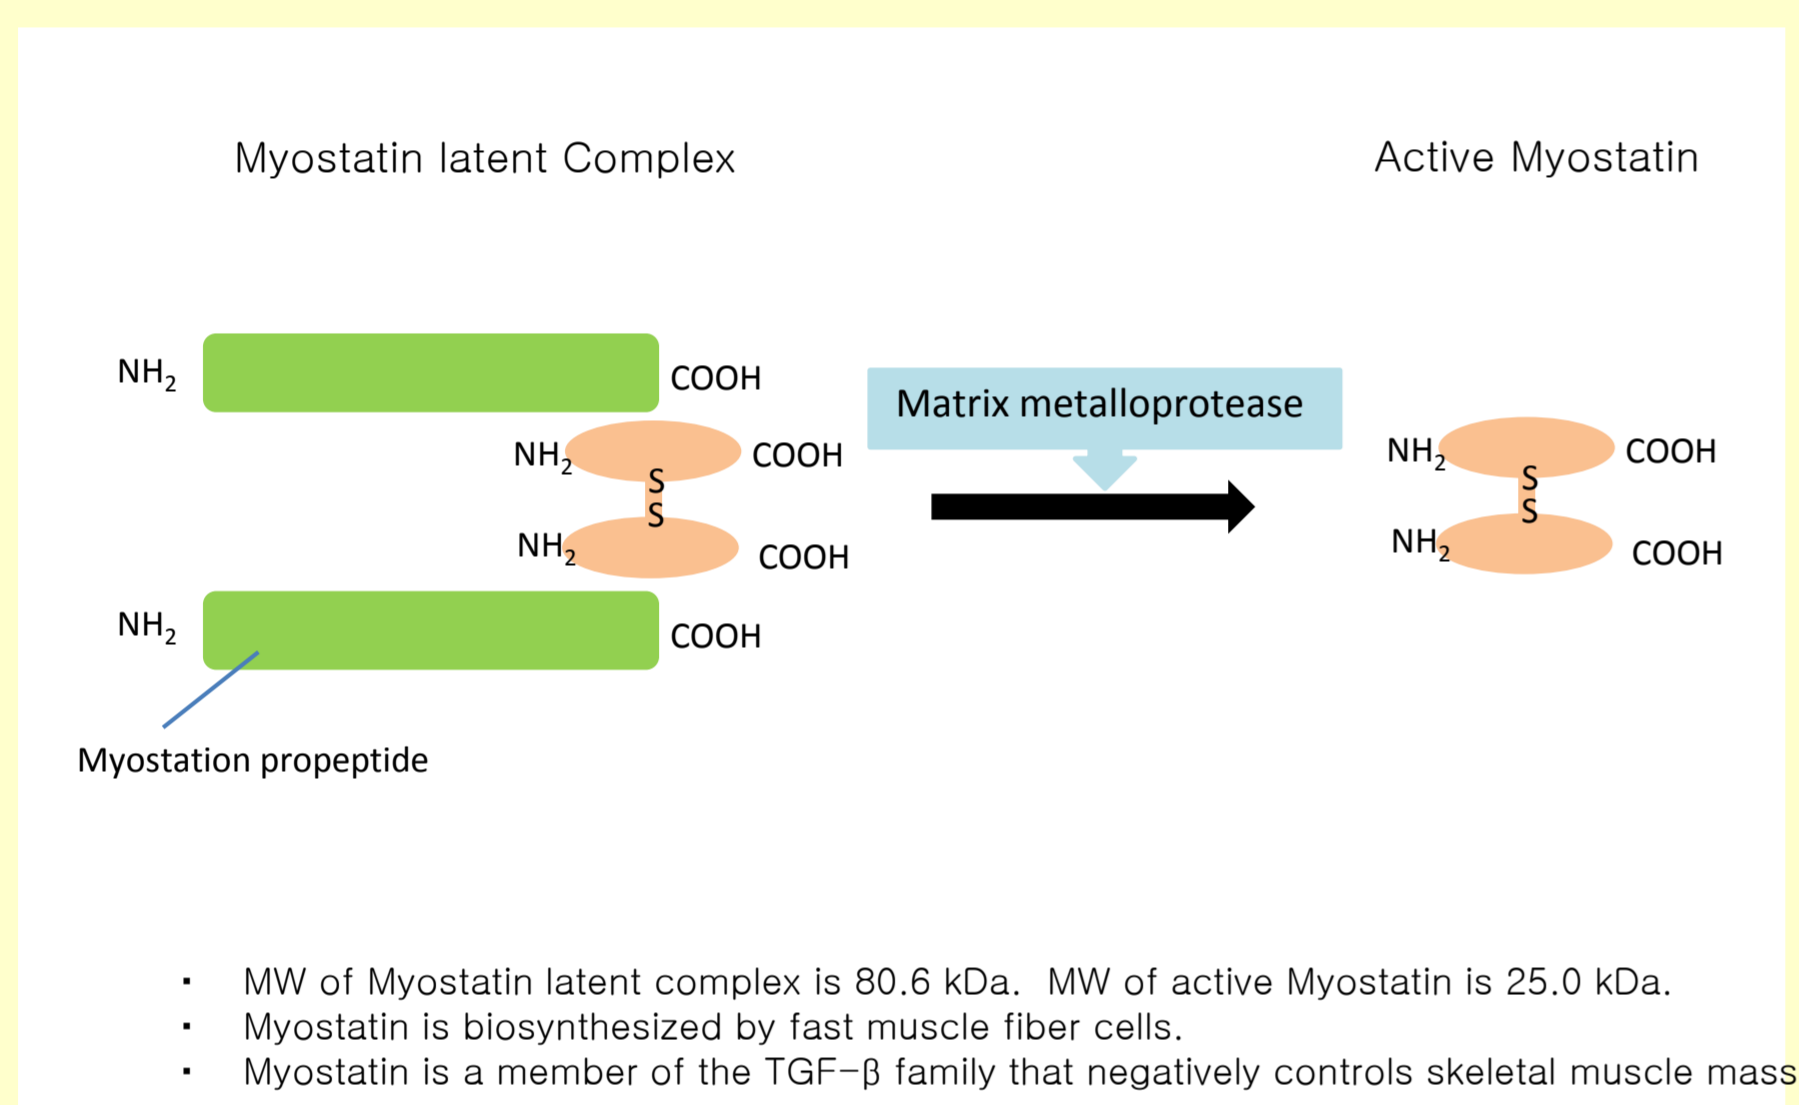 Myostatin latent Complex
Active Myostatin
NH2
COOH
NH2
COOH
S
S
NH2
COOH
NH2
COOH
Matrix metalloprotease
NH2
COOH
S
S
NH2
COOH
Myostation propeptide
▪ MW of Myostatin latent complex is 80.6 kDa. MW of active Myostatin is 25.0 kDa.
▪ Myostatin is biosynthesized by fast muscle fiber cells.
▪ Myostatin is a member of the TGF-β family that negatively controls skeletal muscle mass